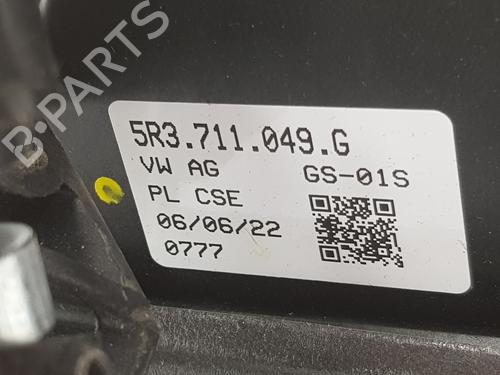 B-PARTS
5R3.711.049.G
VW AG GS-01S
PL CSE
06/06/22
0777